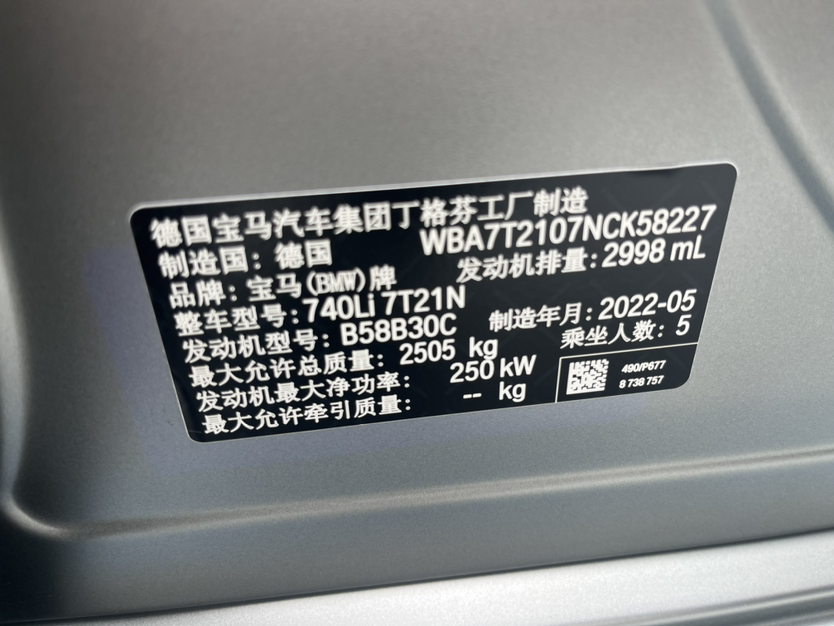 德国宝马汽车集团丁格芬工厂制造
制造国：德国 WBA7T2107NCK58227
品牌：宝马(BMW)牌 发动机排量：2998 mL
整车型号：740Li 7T21N
发动机型号：B58B30C 制造年月：2022-05
最大允许总质量：2505 kg 乘坐人数：5
发动机最大净功率：250 kW
最大允许牵引质量：-- kg
490/P677
8 738 757